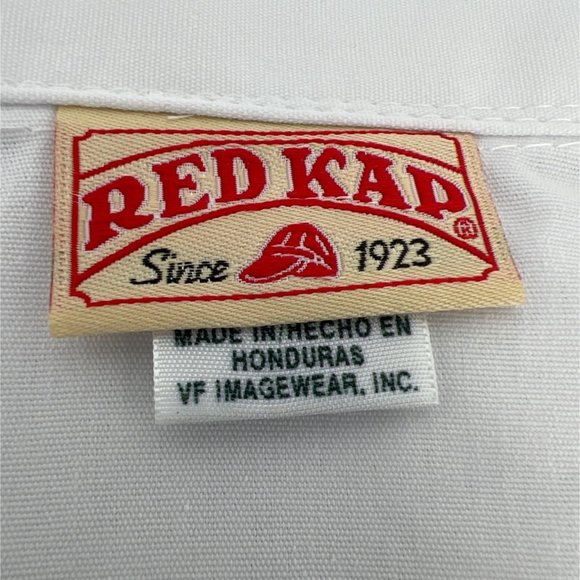 RED KAP®
Since 1923
MADE IN/HECHO EN
HONDURAS
VF IMAGEWEAR, INC.